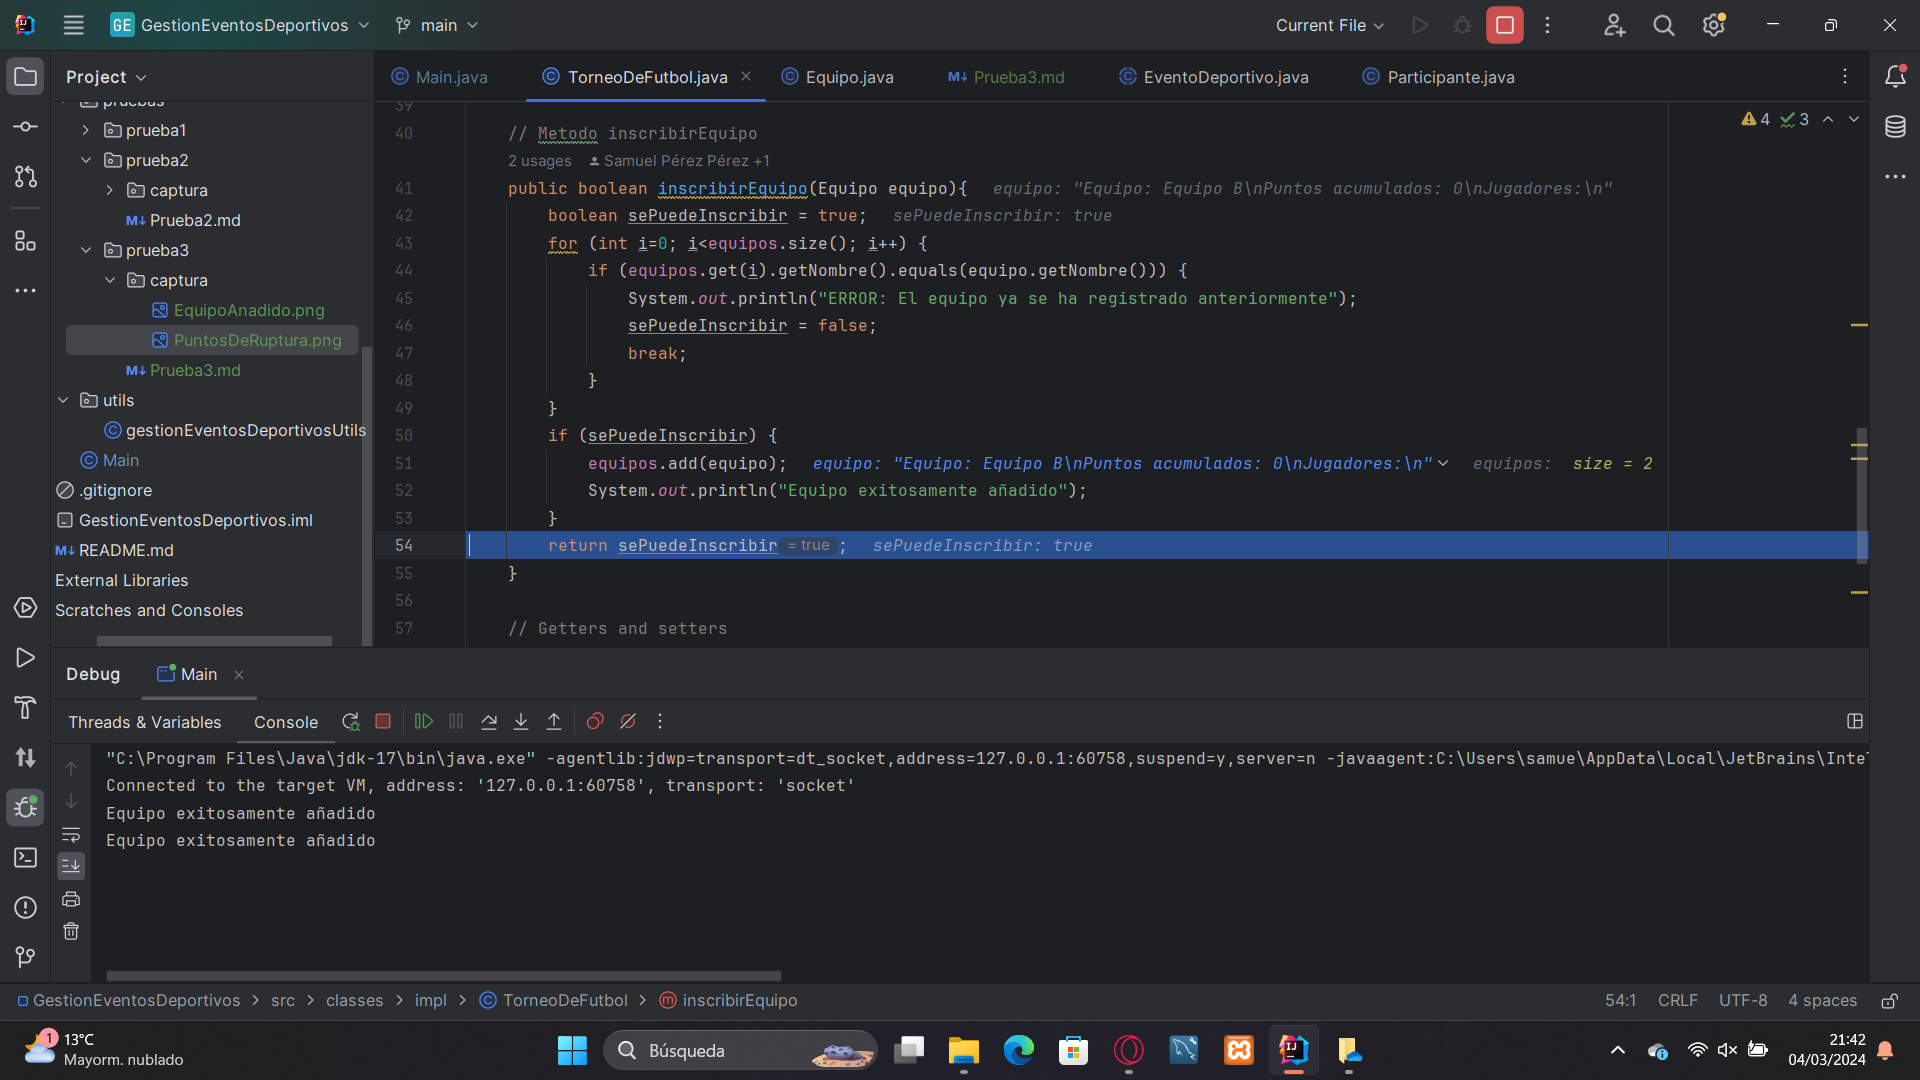 GE GestionEventosDeportivos main Current File
Project
Main.java TorneoDeFutbol.java Equipo.java M↓ Prueba3.md EventoDeportivo.java Participante.java
pruebas
prueba1
prueba2
captura
M↓ Prueba2.md
prueba3
captura
EquipoAnadido.png
PuntosDeRuptura.png
M↓ Prueba3.md
utils
gestionEventosDeportivosUtils
Main
.gitignore
GestionEventosDeportivos.iml
M↓ README.md
External Libraries
Scratches and Consoles
4 3
39
40 // Metodo inscribirEquipo
2 usages Samuel Pérez Pérez +1
41 public boolean inscribirEquipo(Equipo equipo){ equipo: "Equipo: Equipo B\nPuntos acumulados: 0\nJugadores:\n"
42 boolean sePuedeInscribir = true; sePuedeInscribir: true
43 for (int i=0; i<equipos.size(); i++) {
44 if (equipos.get(i).getNombre().equals(equipo.getNombre())) {
45 System.out.println("ERROR: El equipo ya se ha registrado anteriormente");
46 sePuedeInscribir = false;
47 break;
48 }
49 }
50 if (sePuedeInscribir) {
51 equipos.add(equipo); equipo: "Equipo: Equipo B\nPuntos acumulados: 0\nJugadores:\n" equipos: size = 2
52 System.out.println("Equipo exitosamente añadido");
53 }
54 return sePuedeInscribir = true ; sePuedeInscribir: true
55 }
56
57 // Getters and setters
Debug Main
Threads & Variables Console
"C:\Program Files\Java\jdk-17\bin\java.exe" -agentlib:jdwp=transport=dt_socket,address=127.0.0.1:60758,suspend=y,server=n -javaagent:C:\Users\samue\AppData\Local\JetBrains\Inte
Connected to the target VM, address: '127.0.0.1:60758', transport: 'socket'
Equipo exitosamente añadido
Equipo exitosamente añadido
GestionEventosDeportivos > src > classes > impl > TorneoDeFutbol > inscribirEquipo 54:1 CRLF UTF-8 4 spaces
1 13°C
Mayorm. nublado
Búsqueda
21:42
04/03/2024